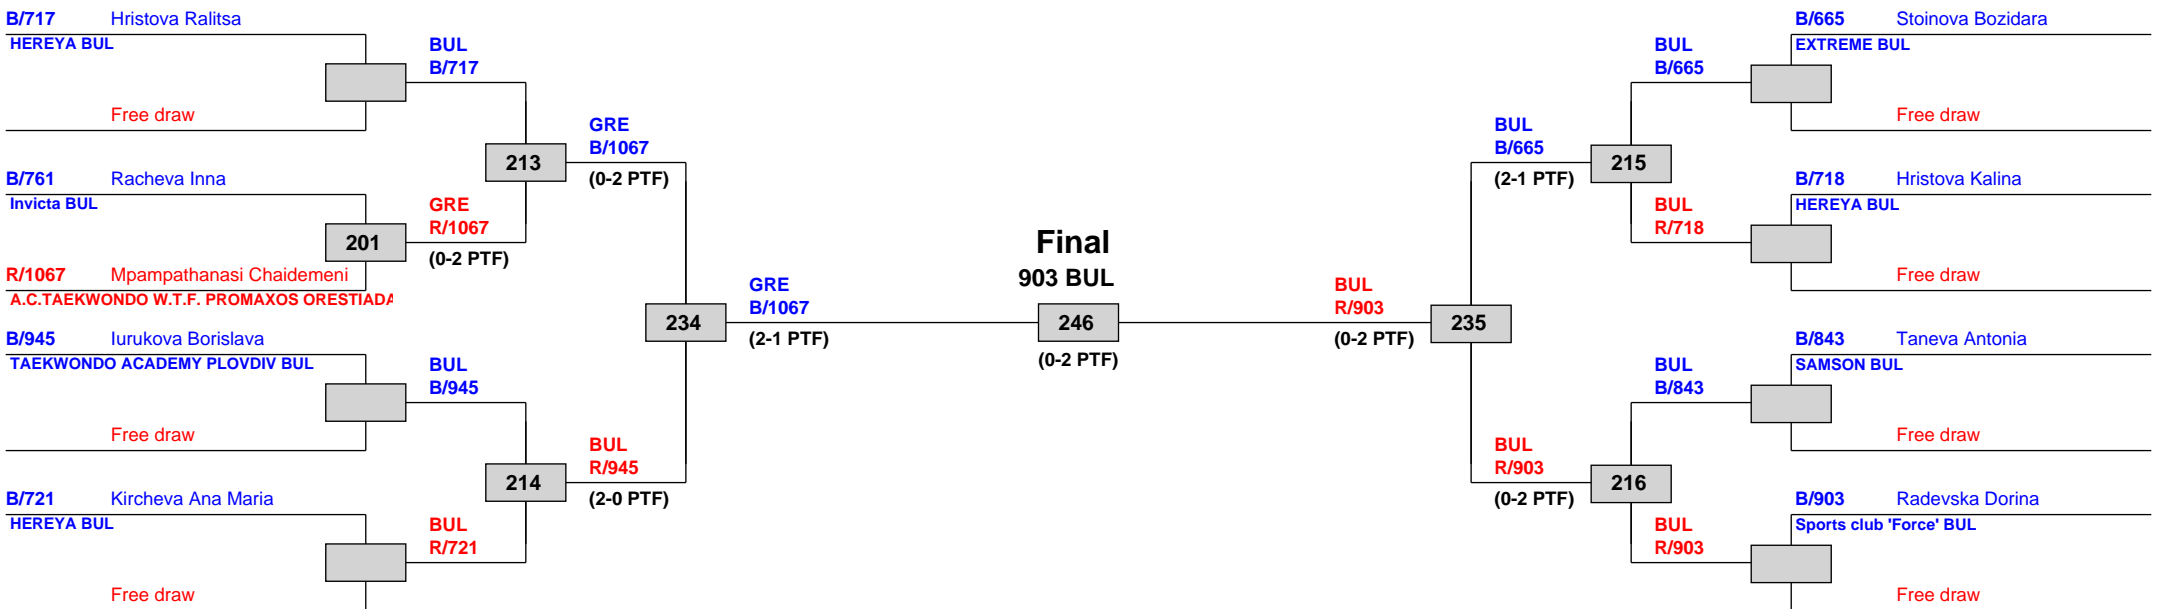 B/717 Hristova Ralitsa
HEREYA BUL
Free draw
B/761 Racheva Inna
Invicta BUL
201
R/1067 Mpampathanasi Chaidemeni
A.C.TAEKWONDO W.T.F. PROMAXOS ORESTIADA
B/945 Iurukova Borislava
TAEKWONDO ACADEMY PLOVDIV BUL
Free draw
B/721 Kircheva Ana Maria
HEREYA BUL
Free draw
BUL
B/717
213
GRE
R/1067
(0-2 PTF)
BUL
B/945
214
BUL
R/721
GRE
B/1067
(0-2 PTF)
234
BUL
R/945
(2-0 PTF)
GRE
B/1067
(2-1 PTF)
Final
903 BUL
246
(0-2 PTF)
BUL
R/903
(0-2 PTF)
235
BUL
B/665
(2-1 PTF)
BUL
R/903
(0-2 PTF)
BUL
B/665
215
BUL
R/718
BUL
B/843
216
BUL
R/903
B/665 Stoinova Bozidara
EXTREME BUL
Free draw
B/718 Hristova Kalina
HEREYA BUL
Free draw
B/843 Taneva Antonia
SAMSON BUL
Free draw
B/903 Radevska Dorina
Sports club 'Force' BUL
Free draw